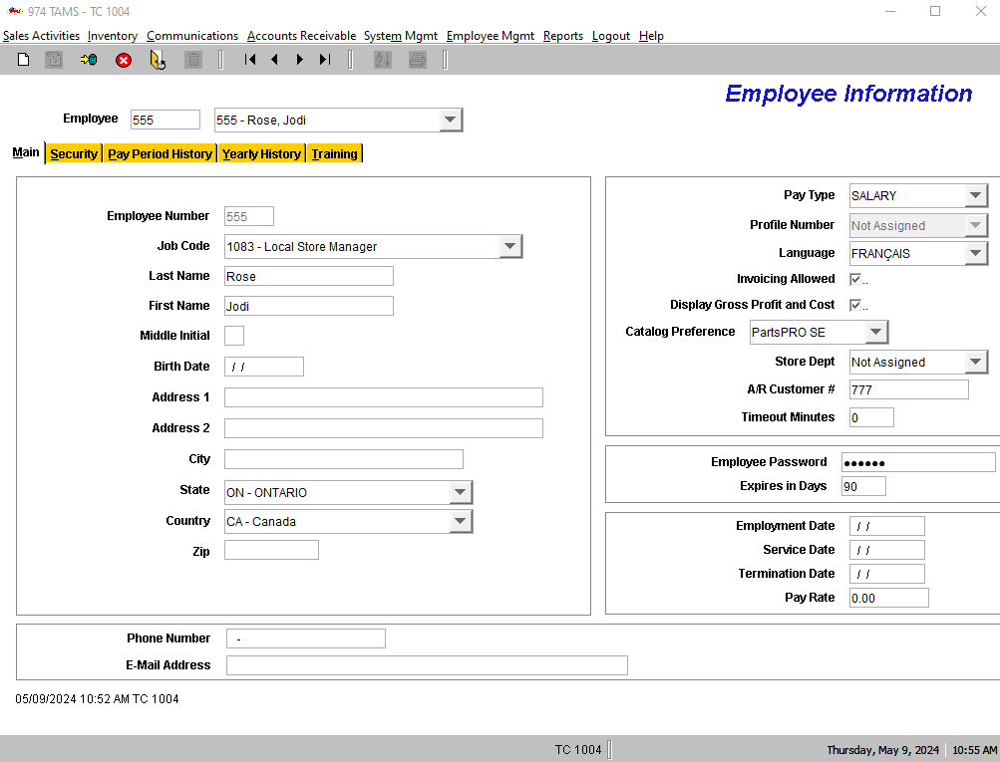 974 TAMS - TC 1004
Sales Activities Inventory Communications Accounts Receivable System Mgmt Employee Mgmt Reports Logout Help
Employee Information
Employee 555 555 - Rose, Jodi
Main Security Pay Period History Yearly History Training
Employee Number 555
Job Code 1083 - Local Store Manager
Last Name Rose
First Name Jodi
Middle Initial
Birth Date / /
Address 1
Address 2
City
State ON - ONTARIO
Country CA - Canada
Zip
Pay Type SALARY
Profile Number Not Assigned
Language FRANÇAIS
Invoicing Allowed ..
Display Gross Profit and Cost ..
Catalog Preference PartsPRO SE
Store Dept Not Assigned
A/R Customer # 777
Timeout Minutes 0
Employee Password ●●●●●●
Expires in Days 90
Employment Date / /
Service Date / /
Termination Date / /
Pay Rate 0.00
Phone Number -
E-Mail Address
05/09/2024 10:52 AM TC 1004
TC 1004 Thursday, May 9, 2024 10:55 AM